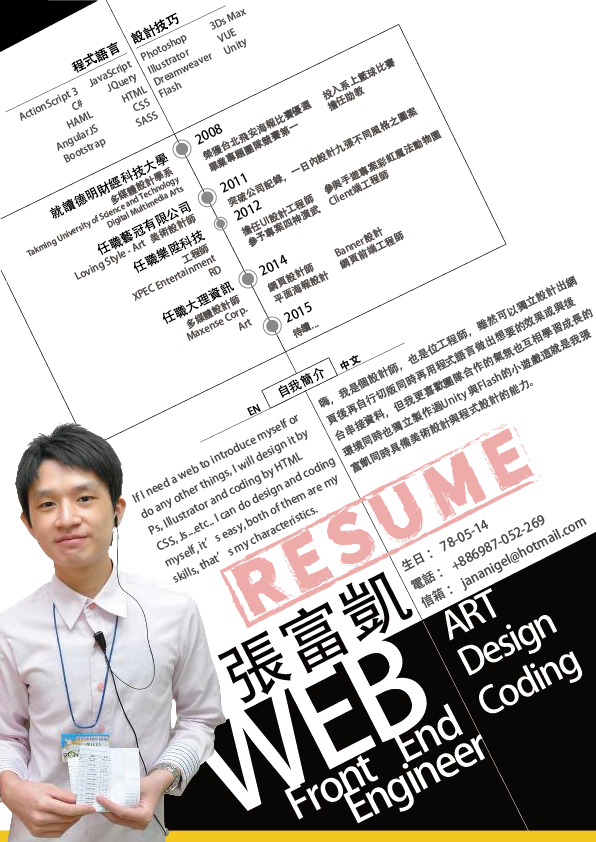 程式語言
ActionScript 3
JavaScript
C#
JQuery
HAML
HTML
AngularJS
CSS
Bootstrap
SASS
設計技巧
Photoshop
3Ds Max
Illustrator
VUE
Dreamweaver
Unity
Flash
2008
榮獲台北飛安海報比賽優選
投入系上籃球比賽
畢業專題團隊競賽第一
擔任助教
就讀德明財經科技大學
多媒體設計學系
Takming University of Science and Technology
Digital Multimedia Arts
2011
突破公司記錄，一日內設計九張不同風格之圖案
任職藝冠有限公司
Loving Style - Art 美術設計師
2012
參與手遊專案彩虹魔法動物園
擔任UI設計工程師
Client端工程師
參予專案四神演武
任職樂陞科技
工程師
XPEC Entertainment
RD
2014
網頁設計師
Banner設計
平面海報設計
網頁前端工程師
任職大理資訊
多媒體設計師
Maxense Corp.
Art
2015
待續...
EN
自我簡介
中文
If I need a web to introduce myself or
do any other things, I will design it by
Ps, Illustrator and coding by HTML
CSS, Js...etc.. I can do design and coding
myself, it’s easy, both of them are my
skills, that’s my characteristics.
嗨，我是個設計師，也是位工程師，雖然可以獨立設計出網
頁後再自行切版同時再用程式語言做出想要的效果或與後
台串接資料，但我更喜歡團隊合作的氣氛也互相學習成長的
環境同時也獨立製作過Unity 與Flash的小遊戲這就是我張
富凱同時具備美術設計與程式設計的能力。
RESUME
生日： 78-05-14
電話： +886987-052-269
信箱： jananigel@hotmail.com
張富凱
WEB
Front End
Engineer
ART
Design
Coding